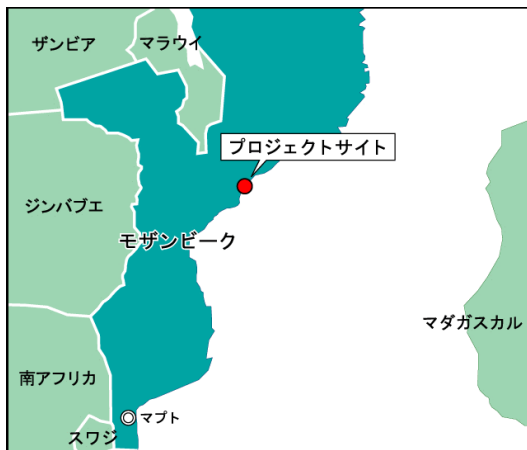 ザンビア
マラウイ
プロジェクトサイト
ジンバブエ
モザンビーク
マダガスカル
南アフリカ
マプト
スワジ